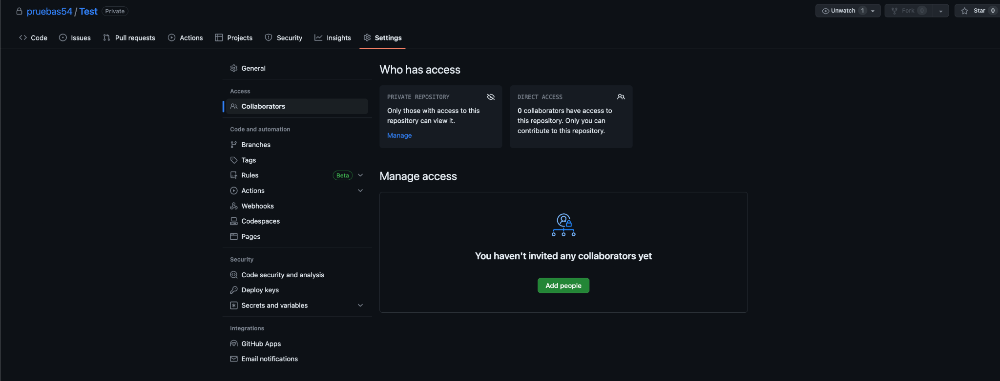 pruebas54 / Test Private
Unwatch 1
Fork 0
Star 0
Code
Issues
Pull requests
Actions
Projects
Security
Insights
Settings
General
Access
Collaborators
Code and automation
Branches
Tags
Rules Beta
Actions
Webhooks
Codespaces
Pages
Security
Code security and analysis
Deploy keys
Secrets and variables
Integrations
GitHub Apps
Email notifications
Who has access
PRIVATE REPOSITORY
Only those with access to this
repository can view it.
Manage
DIRECT ACCESS
0 collaborators have access to
this repository. Only you can
contribute to this repository.
Manage access
You haven't invited any collaborators yet
Add people